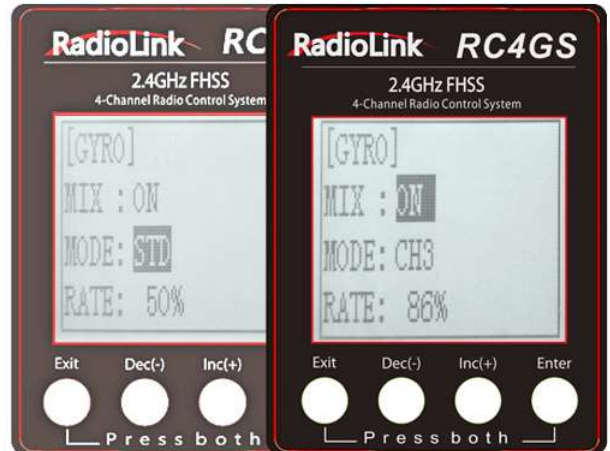 RadioLink RC
2.4GHz FHSS
4-Channel Radio Control System
[GYRO]
MIX : ON
MODE: STD
RATE: 50%
Exit Dec(-) Inc(+)
Press both
RadioLink RC4GS
2.4GHz FHSS
4-Channel Radio Control System
[GYRO]
MIX : ON
MODE: CH3
RATE: 86%
Exit Dec(-) Inc(+) Enter
Press both